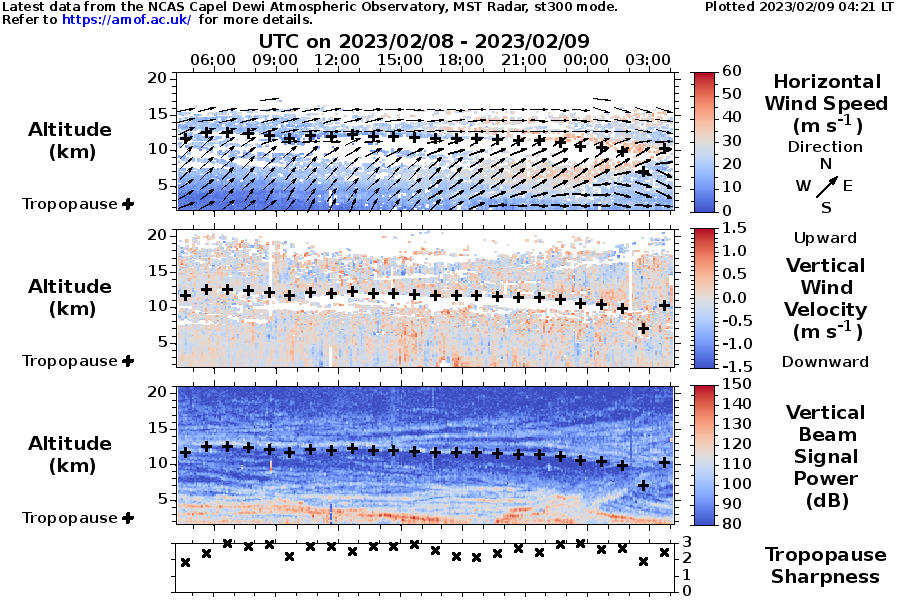 Latest data from the NCAS Capel Dewi Atmospheric Observatory, MST Radar, st300 mode. Plotted 2023/02/09 04:21 LT
Refer to https://amof.ac.uk/ for more details.
UTC on 2023/02/08 - 2023/02/09
06:00 09:00 12:00 15:00 18:00 21:00 00:00 03:00
Altitude
(km)
Tropopause
20
15
10
5
60
50
40
30
20
10
0
Horizontal
Wind Speed
(m s-1)
Direction
N
W E
S
Altitude
(km)
Tropopause
20
15
10
5
1.5
1.0
0.5
0.0
-0.5
-1.0
-1.5
Upward
Vertical
Wind
Velocity
(m s-1)
Downward
Altitude
(km)
Tropopause
20
15
10
5
150
140
130
120
110
100
90
80
Vertical
Beam
Signal
Power
(dB)
3
2
1
0
Tropopause
Sharpness